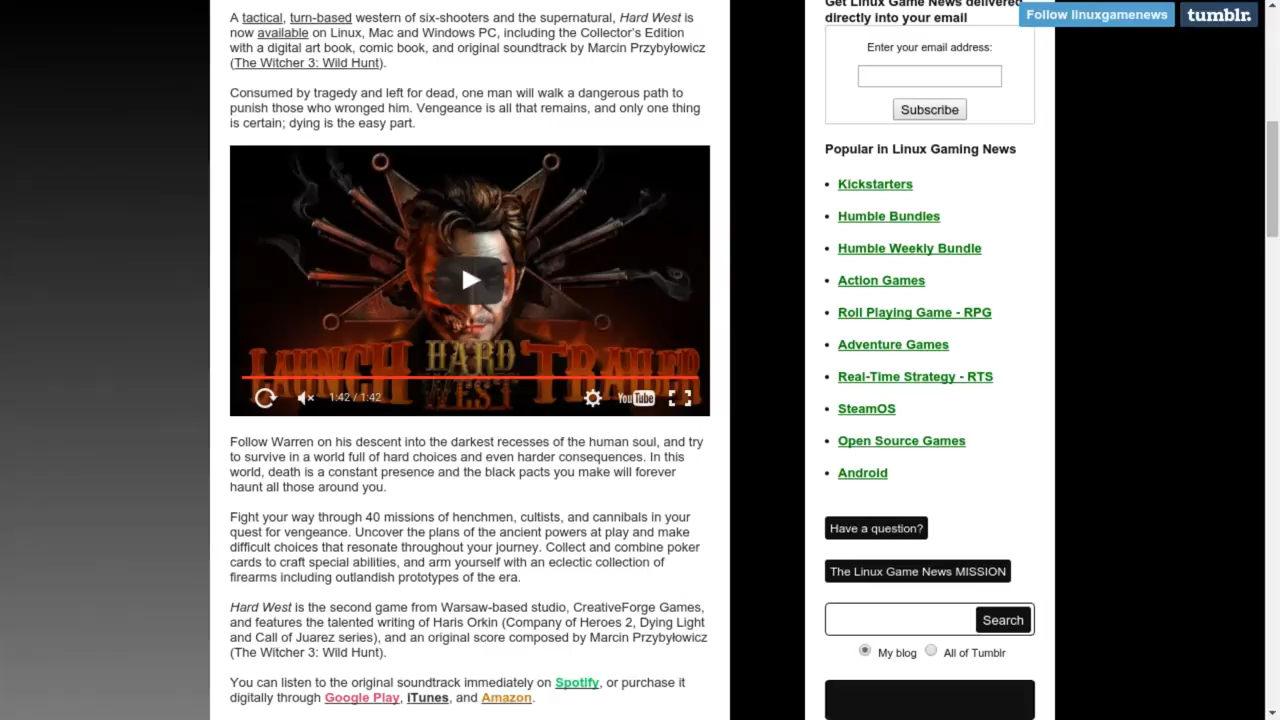 A tactical, turn-based western of six-shooters and the supernatural, Hard West is
now available on Linux, Mac and Windows PC, including the Collector's Edition
with a digital art book, comic book, and original soundtrack by Marcin Przybyłowicz
(The Witcher 3: Wild Hunt).
Consumed by tragedy and left for dead, one man will walk a dangerous path to
punish those who wronged him. Vengeance is all that remains, and only one thing
is certain; dying is the easy part.
LAUNCH HARD WEST TRAILER
1:42 / 1:42
YouTube
Follow Warren on his descent into the darkest recesses of the human soul, and try
to survive in a world full of hard choices and even harder consequences. In this
world, death is a constant presence and the black pacts you make will forever
haunt all those around you.
Fight your way through 40 missions of henchmen, cultists, and cannibals in your
quest for vengeance. Uncover the plans of the ancient powers at play and make
difficult choices that resonate throughout your journey. Collect and combine poker
cards to craft special abilities, and arm yourself with an eclectic collection of
firearms including outlandish prototypes of the era.
Hard West is the second game from Warsaw-based studio, CreativeForge Games,
and features the talented writing of Haris Orkin (Company of Heroes 2, Dying Light
and Call of Juarez series), and an original score composed by Marcin Przybyłowicz
(The Witcher 3: Wild Hunt).
You can listen to the original soundtrack immediately on Spotify, or purchase it
digitally through Google Play, iTunes, and Amazon.
Get Linux Game News delivered
directly into your email
Follow linuxgamenews
tumblr.
Enter your email address:
Subscribe
Popular in Linux Gaming News
• Kickstarters
• Humble Bundles
• Humble Weekly Bundle
• Action Games
• Roll Playing Game - RPG
• Adventure Games
• Real-Time Strategy - RTS
• SteamOS
• Open Source Games
• Android
Have a question?
The Linux Game News MISSION
Search
My blog All of Tumblr